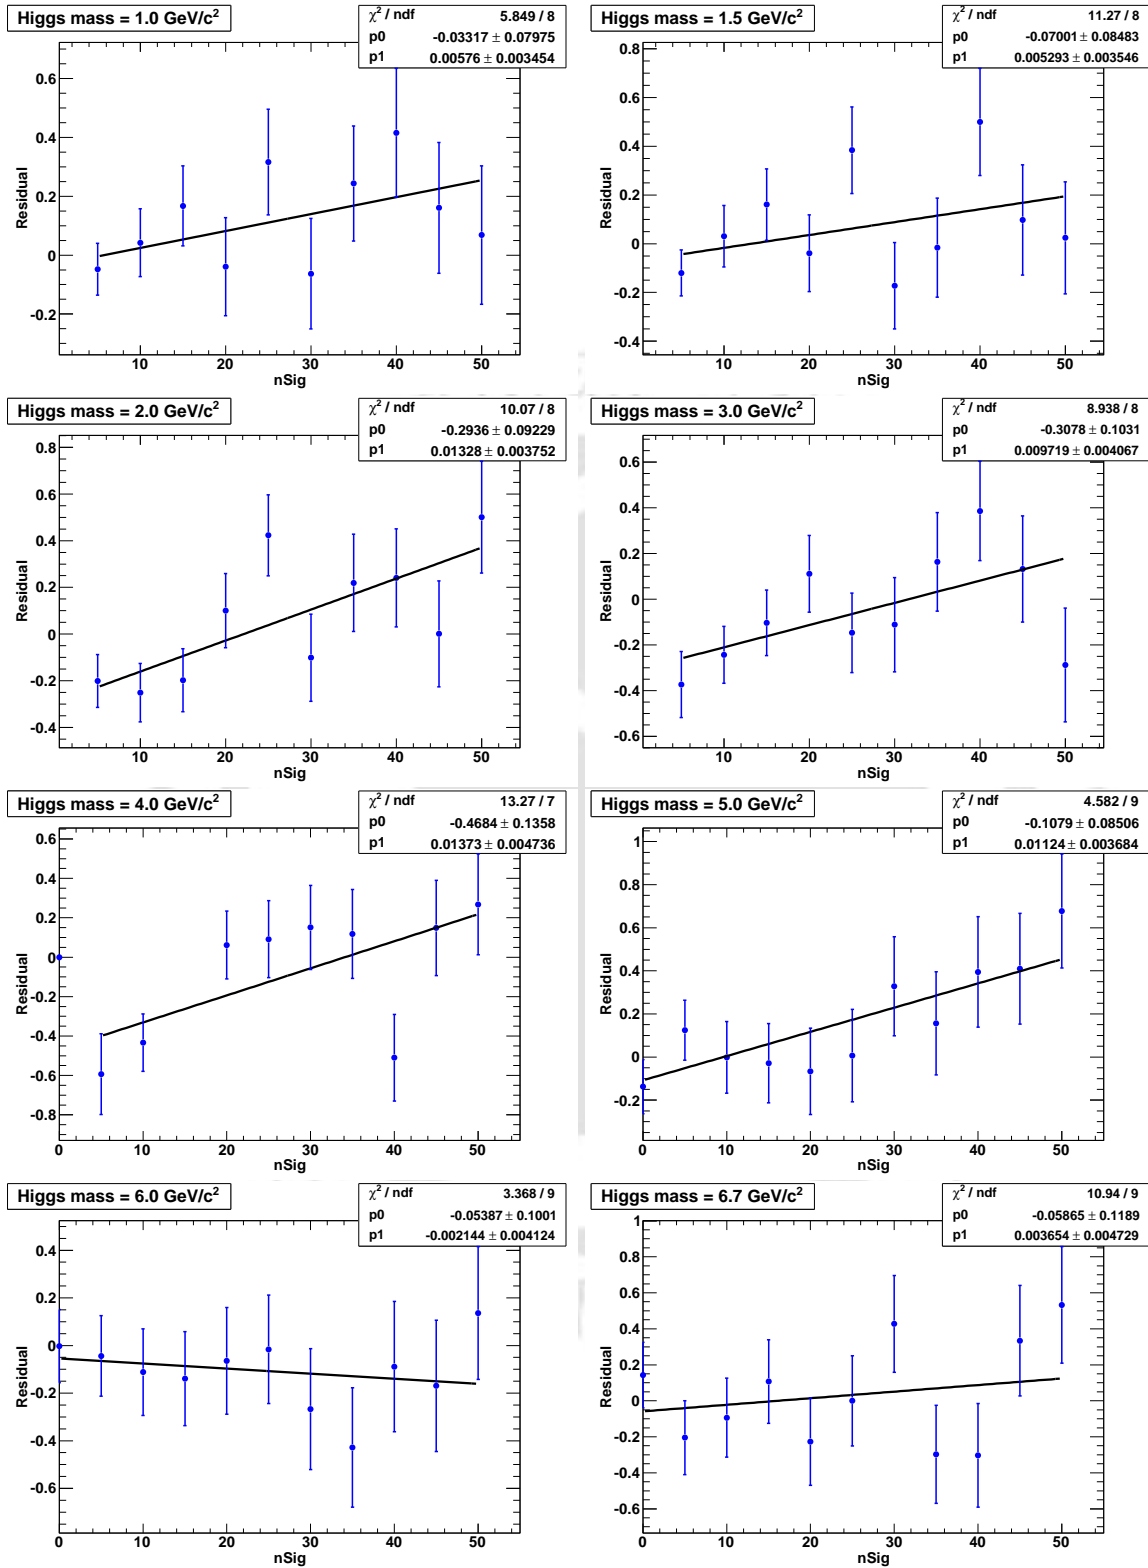 Higgs mass = 1.0 GeV/c²
χ² / ndf 5.849 / 8
p0 -0.03317 ± 0.07975
p1 0.00576 ± 0.003454
Residual
0.6
0.4
0.2
0
-0.2
10 20 30 40 50
nSig
Higgs mass = 1.5 GeV/c²
χ² / ndf 11.27 / 8
p0 -0.07001 ± 0.08483
p1 0.005293 ± 0.003546
Residual
0.8
0.6
0.4
0.2
0
-0.2
-0.4
10 20 30 40 50
nSig
Higgs mass = 2.0 GeV/c²
χ² / ndf 10.07 / 8
p0 -0.2936 ± 0.09229
p1 0.01328 ± 0.003752
Residual
0.8
0.6
0.4
0.2
0
-0.2
-0.4
10 20 30 40 50
nSig
Higgs mass = 3.0 GeV/c²
χ² / ndf 8.938 / 8
p0 -0.3078 ± 0.1031
p1 0.009719 ± 0.004067
Residual
0.6
0.4
0.2
0
-0.2
-0.4
-0.6
10 20 30 40 50
nSig
Higgs mass = 4.0 GeV/c²
χ² / ndf 13.27 / 7
p0 -0.4684 ± 0.1358
p1 0.01373 ± 0.004736
Residual
0.6
0.4
0.2
0
-0.2
-0.4
-0.6
-0.8
0 10 20 30 40 50
nSig
Higgs mass = 5.0 GeV/c²
χ² / ndf 4.582 / 9
p0 -0.1079 ± 0.08506
p1 0.01124 ± 0.003684
Residual
1
0.8
0.6
0.4
0.2
0
-0.2
0 10 20 30 40 50
nSig
Higgs mass = 6.0 GeV/c²
χ² / ndf 3.368 / 9
p0 -0.05387 ± 0.1001
p1 -0.002144 ± 0.004124
Residual
0.4
0.2
0
-0.2
-0.4
-0.6
0 10 20 30 40 50
nSig
Higgs mass = 6.7 GeV/c²
χ² / ndf 10.94 / 9
p0 -0.05865 ± 0.1189
p1 0.003654 ± 0.004729
Residual
1
0.8
0.6
0.4
0.2
0
-0.2
-0.4
-0.6
0 10 20 30 40 50
nSig